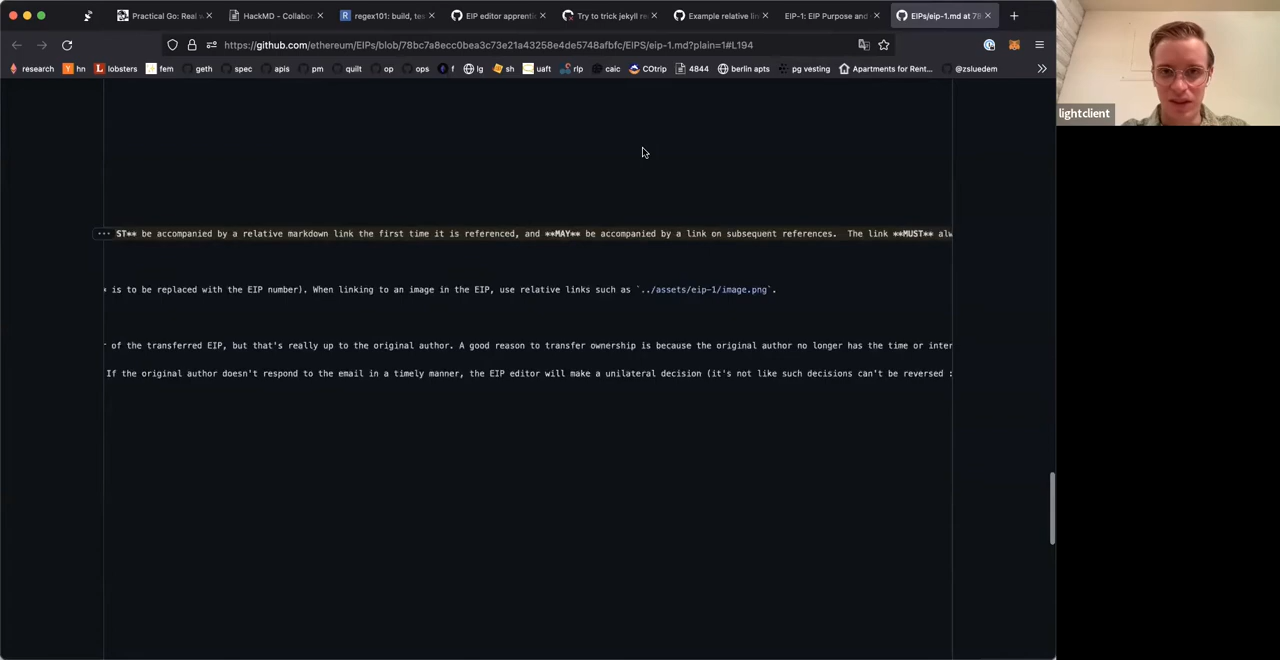 Practical Go: Real w
HackMD - Collabor
regex101: build, tes
EIP editor apprentic
Try to trick jekyll re
Example relative lin
EIP-1: EIP Purpose and
EIPs/eip-1.md at 78
https://github.com/ethereum/EIPs/blob/78bc7a8ecc0bea3c73e21a43258e4de5748afbfc/EIPS/eip-1.md?plain=1#L194
research
hn
lobsters
fem
geth
spec
apis
pm
quilt
op
ops
f
lg
sh
uaft
rlp
caic
COtrip
4844
berlin apts
pg vesting
Apartments for Rent...
@zsluedem
lightclient
ST** be accompanied by a relative markdown link the first time it is referenced, and **MAY** be accompanied by a link on subsequent references.  The link **MUST** alw
is to be replaced with the EIP number). When linking to an image in the EIP, use relative links such as `../assets/eip-1/image.png`.
of the transferred EIP, but that's really up to the original author. A good reason to transfer ownership is because the original author no longer has the time or inter
If the original author doesn't respond to the email in a timely manner, the EIP editor will make a unilateral decision (it's not like such decisions can't be reversed :